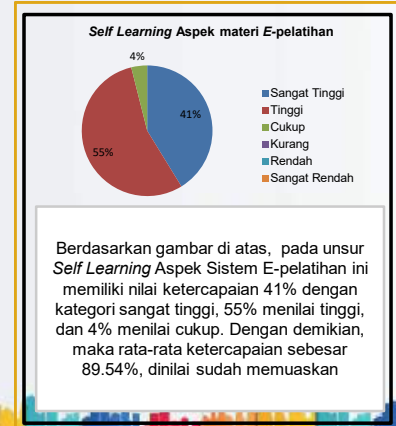 Self Learning Aspek materi E-pelatihan
4%
41%
55%
Sangat Tinggi
Tinggi
Cukup
Kurang
Rendah
Sangat Rendah
Berdasarkan gambar di atas, pada unsur
Self Learning Aspek Sistem E-pelatihan ini
memiliki nilai ketercapaian 41% dengan
kategori sangat tinggi, 55% menilai tinggi,
dan 4% menilai cukup. Dengan demikian,
maka rata-rata ketercapaian sebesar
89.54%, dinilai sudah memuaskan